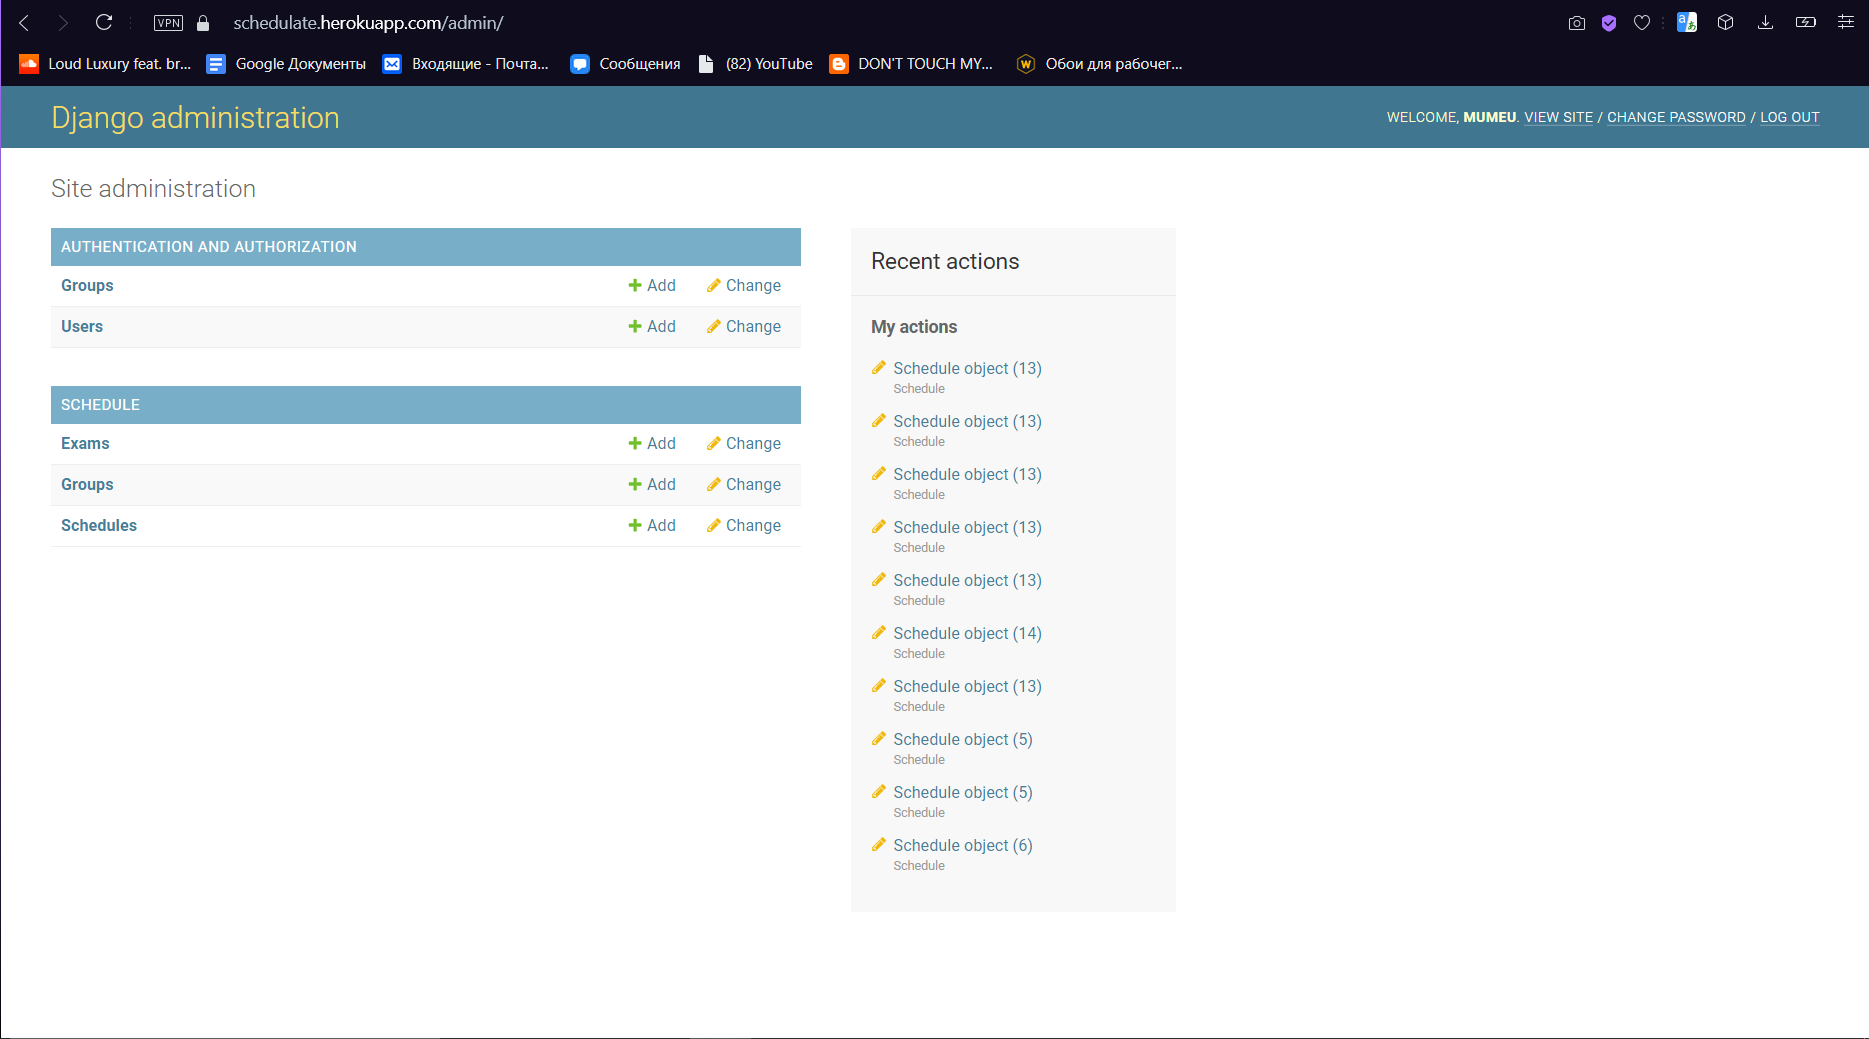 VPN schedulate.herokuapp.com/admin/
Loud Luxury feat. br... Google Документы Входящие - Почта... Сообщения (82) YouTube DON'T TOUCH MY... Обои для рабочег...
Django administration
WELCOME, MUMEU. VIEW SITE / CHANGE PASSWORD / LOG OUT
Site administration
AUTHENTICATION AND AUTHORIZATION
Groups Add Change
Users Add Change
SCHEDULE
Exams Add Change
Groups Add Change
Schedules Add Change
Recent actions
My actions
Schedule object (13)
Schedule
Schedule object (13)
Schedule
Schedule object (13)
Schedule
Schedule object (13)
Schedule
Schedule object (13)
Schedule
Schedule object (14)
Schedule
Schedule object (13)
Schedule
Schedule object (5)
Schedule
Schedule object (5)
Schedule
Schedule object (6)
Schedule